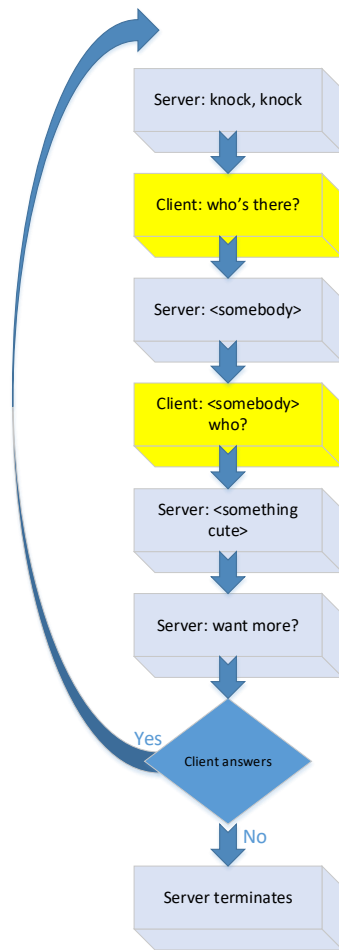 Server: knock, knock
Client: who’s there?
Server: <somebody>
Client: <somebody>
who?
Server: <something
cute>
Server: want more?
Yes
Client answers
No
Server terminates